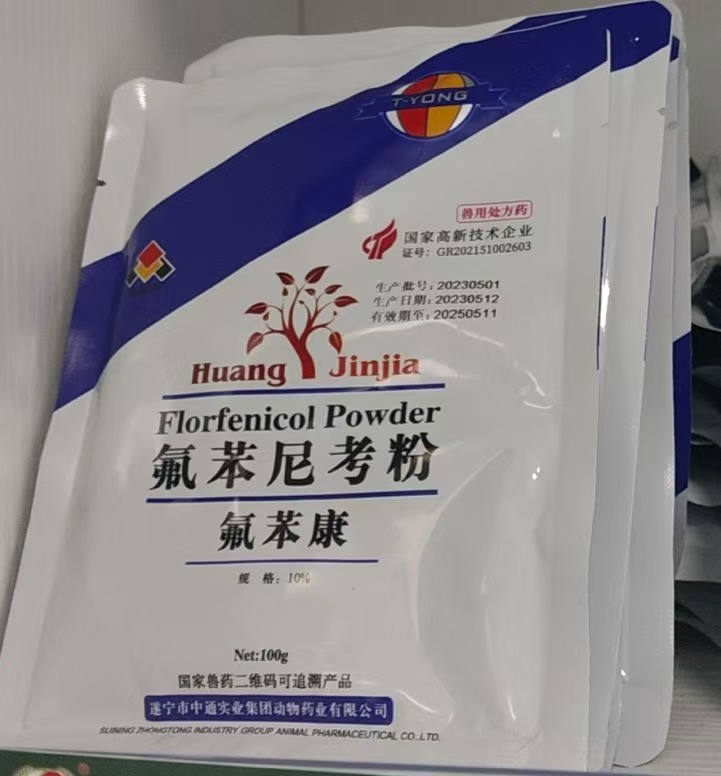 T-YONG
兽用处方药
国家高新技术企业
证号：GR202151002603
生产批号：20230501
生产日期：20230512
有效期至：20250511
Huang Jinjia
Florfenicol Powder
氟苯尼考粉
氟苯康
规 格：10%
Net:100g
国家兽药二维码可追溯产品
遂宁市中通实业集团动物药业有限公司
SUINING ZHONGTONG INDUSTRY GROUP ANIMAL PHARMACEUTICAL CO.,LTD.